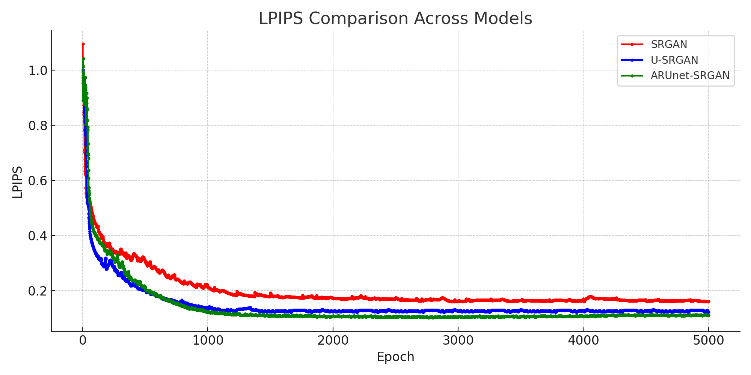 LPIPS Comparison Across Models
SRGAN
U-SRGAN
ARUnet-SRGAN
LPIPS
1.0
0.8
0.6
0.4
0.2
0
1000
2000
3000
4000
5000
Epoch